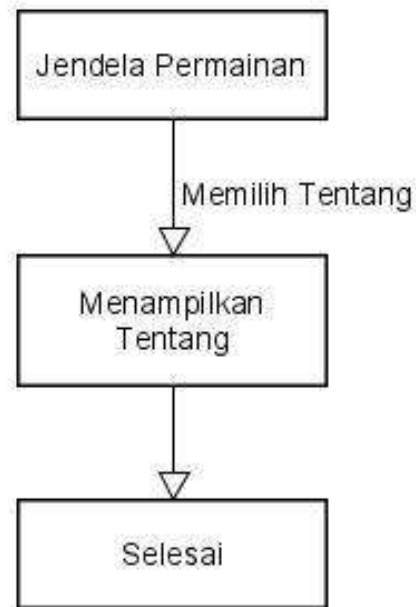 Jendela Permainan
Memilih Tentang
Menampilkan
Tentang
Selesai